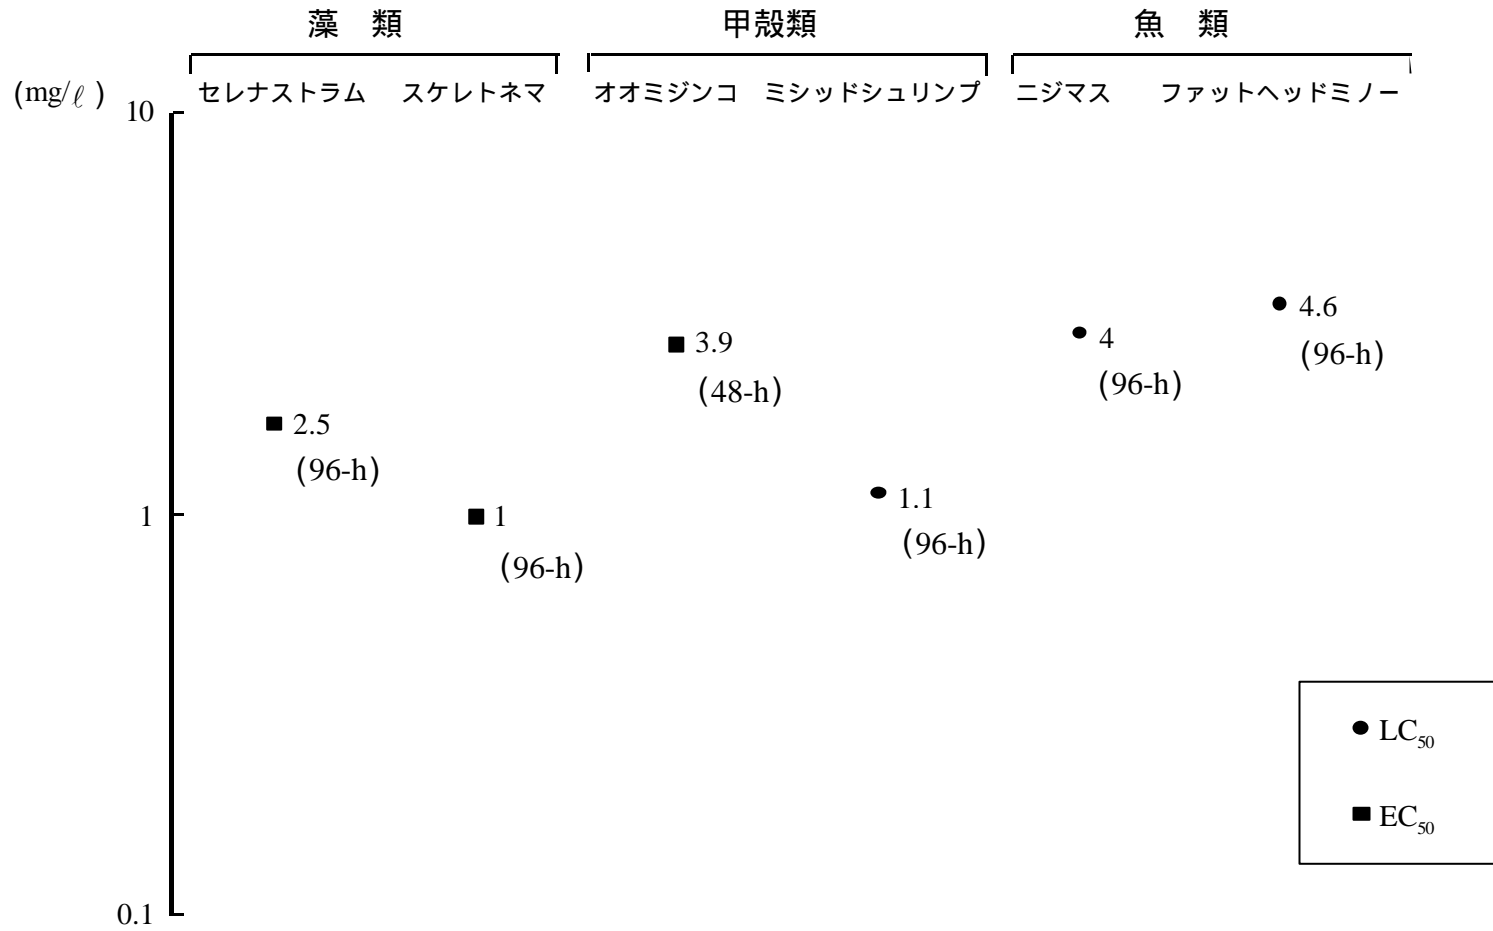 藻　類　甲殻類　魚　類
(mg/ℓ)　セレナストラム　スケレトネマ　オオミジンコ　ミシッドシュリンプ　ニジマス　ファットヘッドミノー
10
4.6
(96-h)
4
(96-h)
3.9
(48-h)
2.5
(96-h)
1.1
(96-h)
1
1
(96-h)
LC50
EC50
0.1